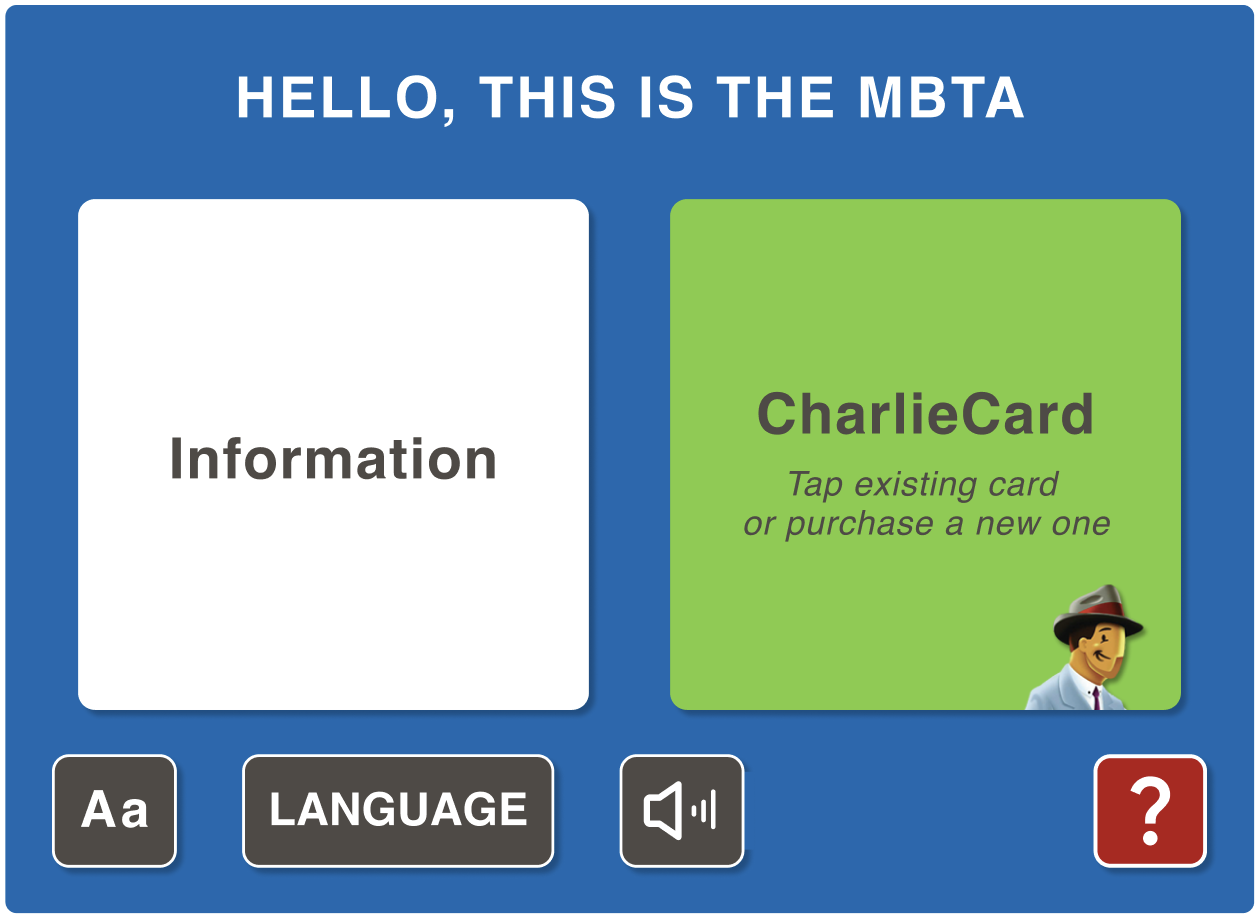 HELLO, THIS IS THE MBTA
Information
CharlieCard
Tap existing card
or purchase a new one
Aa
LANGUAGE
?